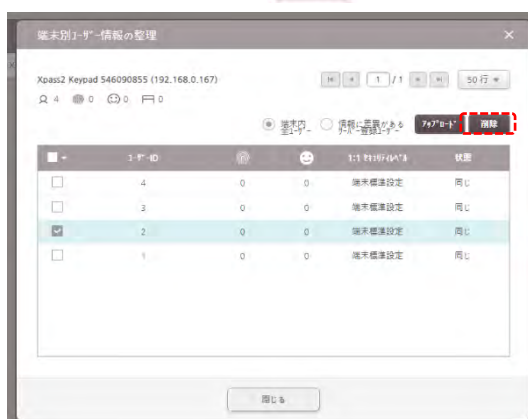 端末別ﾕｰｻﾞｰ情報の整理 ×
Xpass2 Keypad 546090855 (192.168.0.167)
1 / 1 50 行
4 0 0 0
端末内 全ﾕｰｻﾞｰ 情報に差異がある ｻｰﾊﾞｰ登録ﾕｰｻﾞｰ ｱｯﾌﾟﾛｰﾄﾞ 削除
ﾕｰｻﾞｰID 1:1 ｾｷｭﾘﾃｨﾚﾍﾞﾙ 状態
4 0 0 端末標準設定 同じ
3 0 0 端末標準設定 同じ
2 0 0 端末標準設定 同じ
1 0 0 端末標準設定 同じ
閉じる